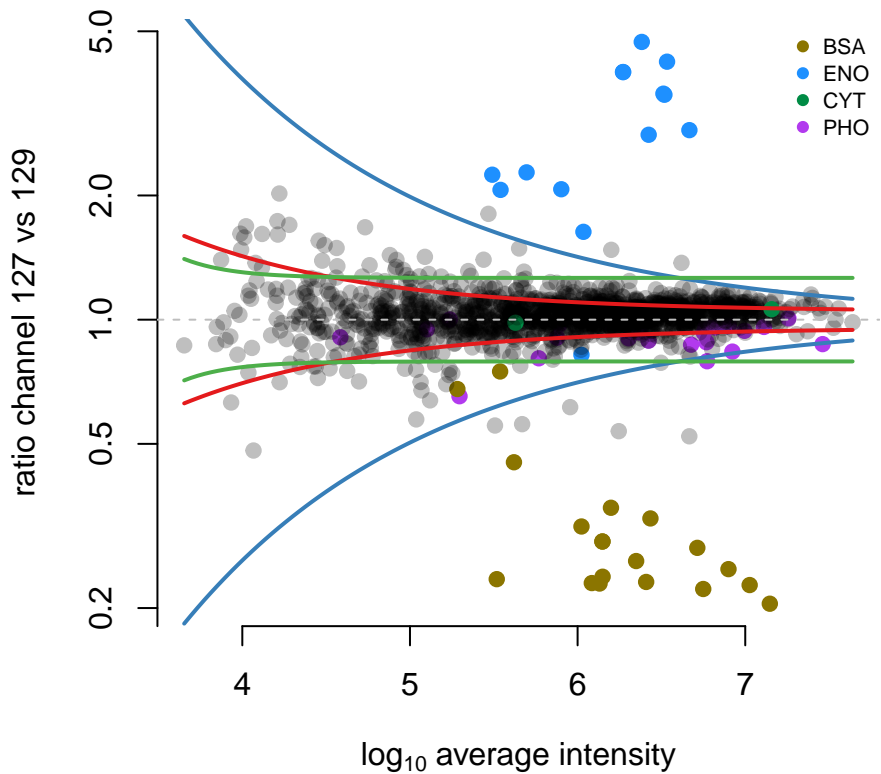 5.0
2.0
1.0
0.5
0.2
ratio channel 127 vs 129
BSA
ENO
CYT
PHO
4 5 6 7
log₁₀ average intensity